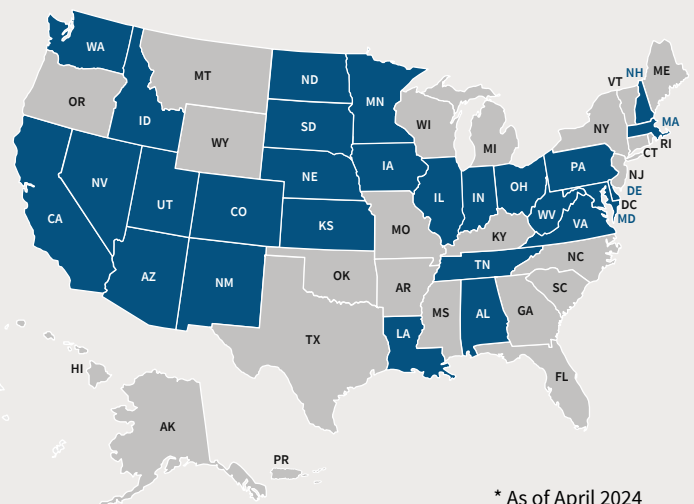 WA
MT
ND
MN
OR
ID
WY
SD
WI
MI
NH
VT
ME
NY
MA
RI
CT
NV
UT
CO
NE
IA
IL
IN
OH
PA
NJ
DE
DC
MD
CA
KS
MO
KY
WV
VA
AZ
NM
OK
AR
TN
NC
SC
TX
LA
MS
AL
GA
FL
HI
AK
PR
* As of April 2024